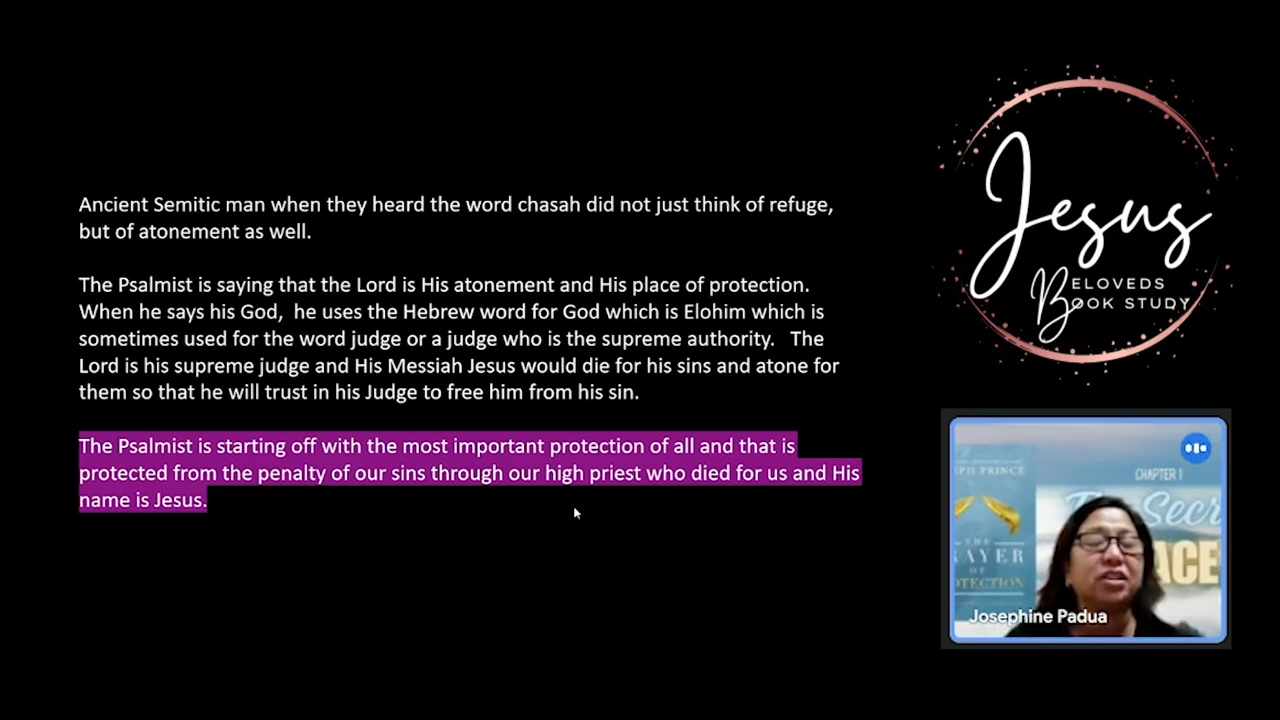 Ancient Semitic man when they heard the word chasah did not just think of refuge,
but of atonement as well.
The Psalmist is saying that the Lord is His atonement and His place of protection.
When he says his God,  he uses the Hebrew word for God which is Elohim which is
sometimes used for the word judge or a judge who is the supreme authority.   The
Lord is his supreme judge and His Messiah Jesus would die for his sins and atone for
them so that he will trust in his Judge to free him from his sin.
The Psalmist is starting off with the most important protection of all and that is
protected from the penalty of our sins through our high priest who died for us and His
name is Jesus.
Jesus
BELOVEDS
BOOK STUDY
PRINCE
THE
OF
CHAPTER 1
Josephine Padua